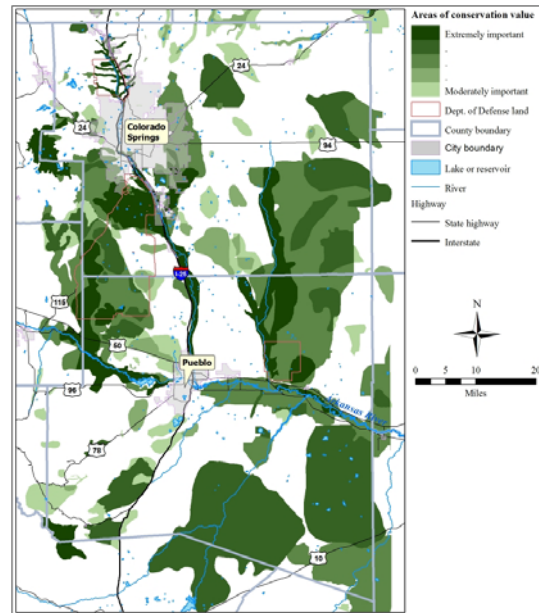 Areas of conservation value
Extremely important
.
.
Moderately important
Dept. of Defense land
County boundary
City boundary
Lake or reservoir
River
Highway
State highway
Interstate
N
0
10
20
Miles
24
24
Colorado
Springs
94
I-25
115
50
Pueblo
96
Arkansas River
78
10